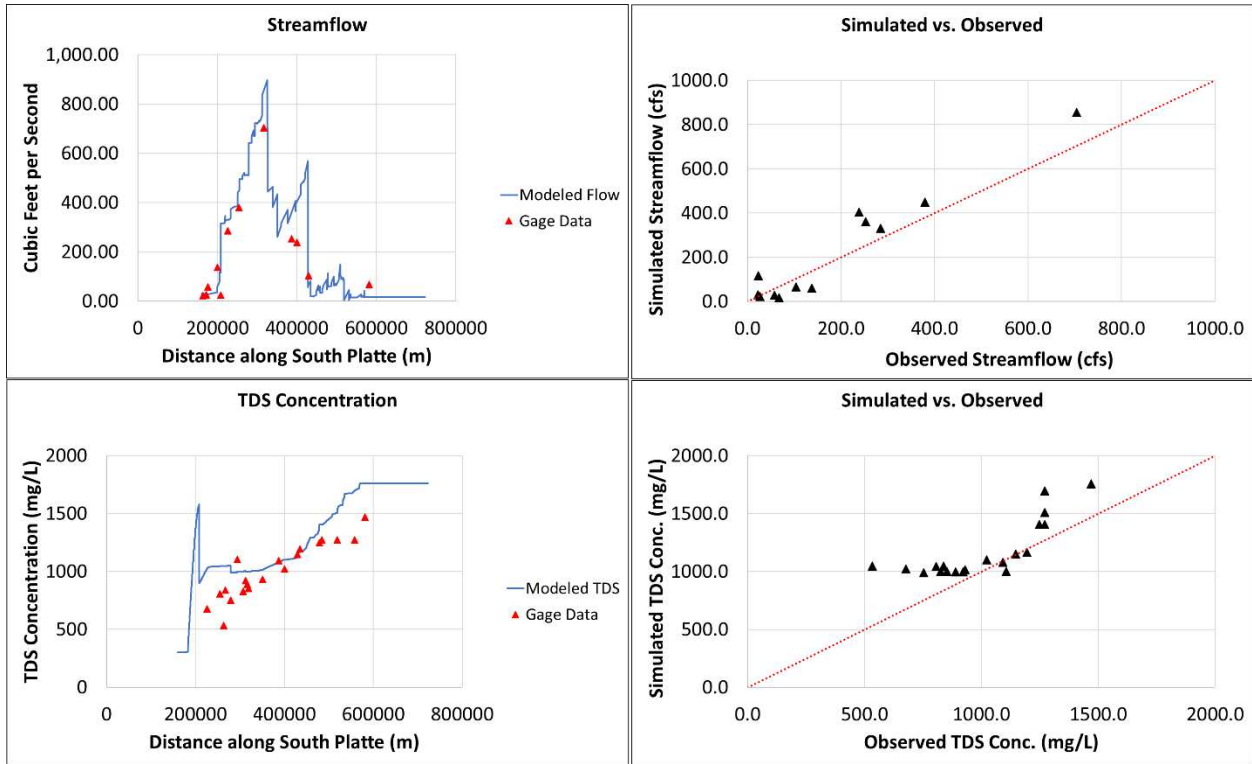 Streamflow
1,000.00
800.00
600.00
400.00
200.00
0.00
Cubic Feet per Second
0 200000 400000 600000 800000
Distance along South Platte (m)
Modeled Flow
Gage Data
Simulated vs. Observed
1000.0
800.0
600.0
400.0
200.0
0.0
Simulated Streamflow (cfs)
0.0 200.0 400.0 600.0 800.0 1000.0
Observed Streamflow (cfs)
TDS Concentration
2000
1500
1000
500
0
TDS Concentration (mg/L)
0 200000 400000 600000 800000
Distance along South Platte (m)
Modeled TDS
Gage Data
Simulated vs. Observed
2000.0
1500.0
1000.0
500.0
0.0
Simulated TDS Conc. (mg/L)
0.0 500.0 1000.0 1500.0 2000.0
Observed TDS Conc. (mg/L)